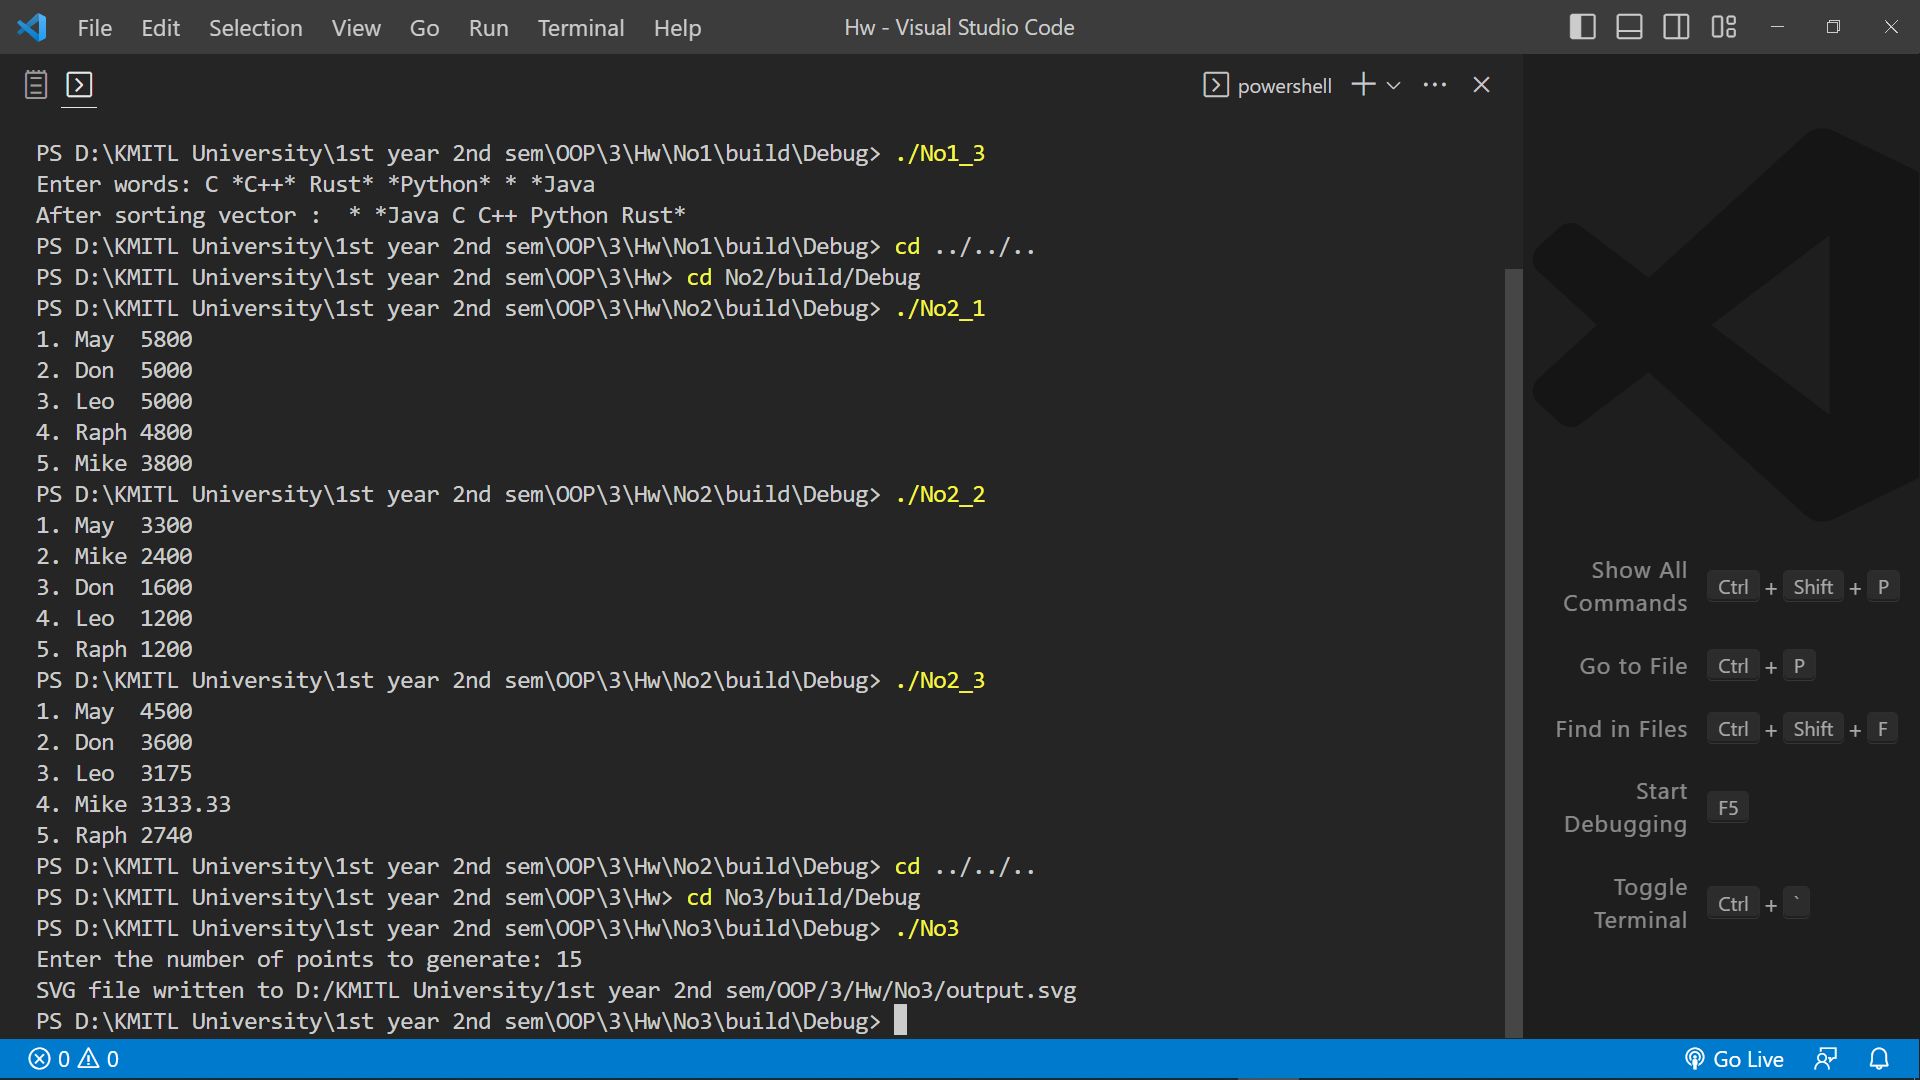 File Edit Selection View Go Run Terminal Help Hw - Visual Studio Code
powershell
PS D:\KMITL University\1st year 2nd sem\OOP\3\Hw\No1\build\Debug> ./No1_3
Enter words: C *C++* Rust* *Python* * *Java
After sorting vector :  * *Java C C++ Python Rust*
PS D:\KMITL University\1st year 2nd sem\OOP\3\Hw\No1\build\Debug> cd ../../..
PS D:\KMITL University\1st year 2nd sem\OOP\3\Hw> cd No2/build/Debug
PS D:\KMITL University\1st year 2nd sem\OOP\3\Hw\No2\build\Debug> ./No2_1
1. May  5800
2. Don  5000
3. Leo  5000
4. Raph 4800
5. Mike 3800
PS D:\KMITL University\1st year 2nd sem\OOP\3\Hw\No2\build\Debug> ./No2_2
1. May  3300
2. Mike 2400
3. Don  1600
4. Leo  1200
5. Raph 1200
PS D:\KMITL University\1st year 2nd sem\OOP\3\Hw\No2\build\Debug> ./No2_3
1. May  4500
2. Don  3600
3. Leo  3175
4. Mike 3133.33
5. Raph 2740
PS D:\KMITL University\1st year 2nd sem\OOP\3\Hw\No2\build\Debug> cd ../../..
PS D:\KMITL University\1st year 2nd sem\OOP\3\Hw> cd No3/build/Debug
PS D:\KMITL University\1st year 2nd sem\OOP\3\Hw\No3\build\Debug> ./No3
Enter the number of points to generate: 15
SVG file written to D:/KMITL University/1st year 2nd sem/OOP/3/Hw/No3/output.svg
PS D:\KMITL University\1st year 2nd sem\OOP\3\Hw\No3\build\Debug>
Show All
Commands Ctrl + Shift + P
Go to File Ctrl + P
Find in Files Ctrl + Shift + F
Start
Debugging F5
Toggle
Terminal Ctrl + `
0 0 Go Live